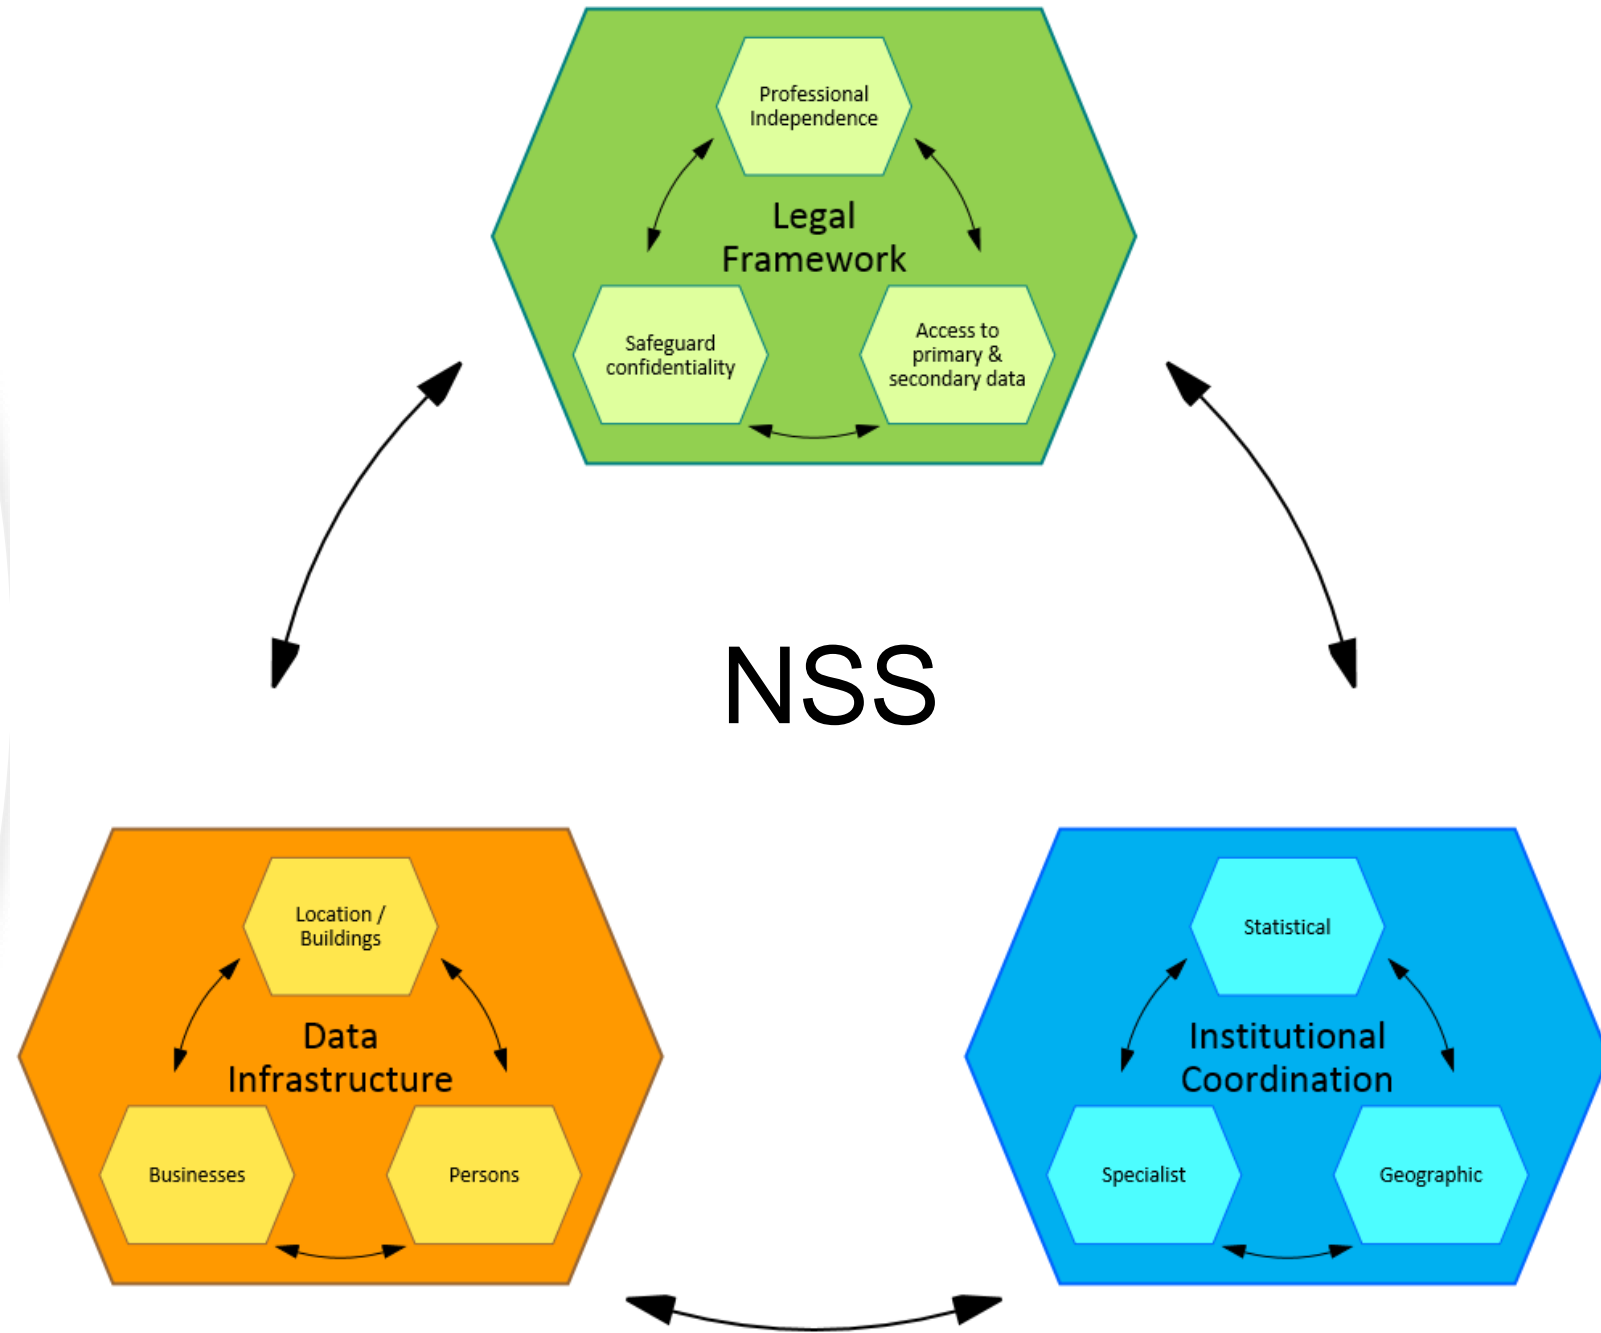 Professional
Independence
Legal
Framework
Safeguard
confidentiality
Access to
primary &
secondary data
NSS
Location /
Buildings
Data
Infrastructure
Businesses
Persons
Statistical
Institutional
Coordination
Specialist
Geographic